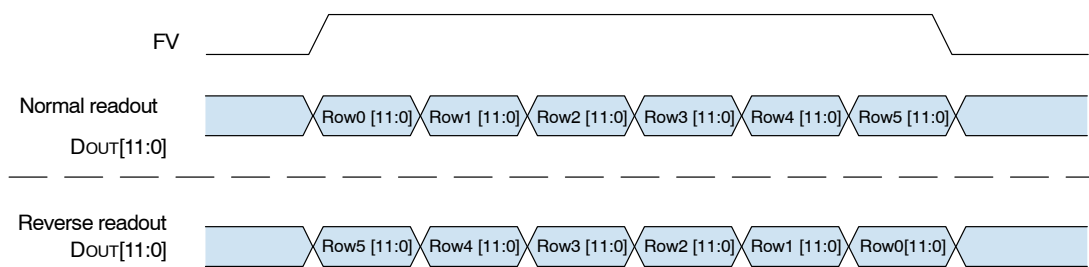 FV
Normal readout
DOUT[11:0]
Row0 [11:0] Row1 [11:0] Row2 [11:0] Row3 [11:0] Row4 [11:0] Row5 [11:0]
Reverse readout
DOUT[11:0]
Row5 [11:0] Row4 [11:0] Row3 [11:0] Row2 [11:0] Row1 [11:0] Row0[11:0]